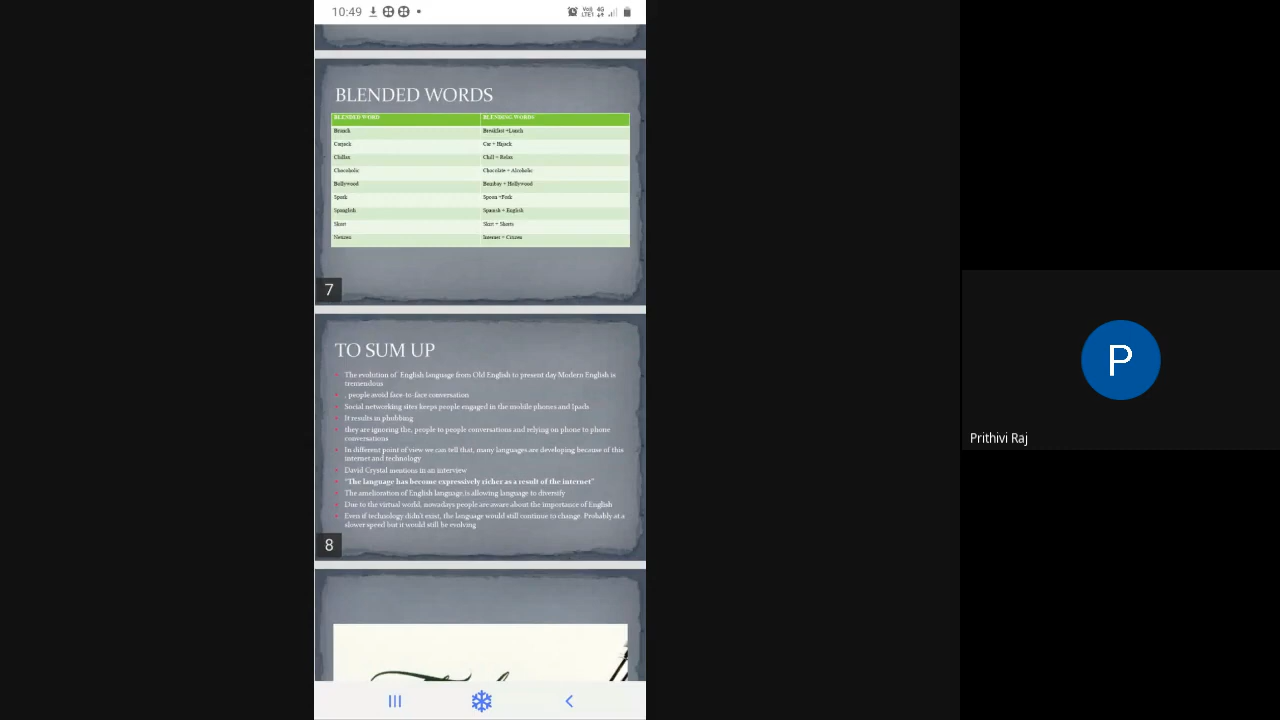 10:49
VoI) 4G
LTE1
BLENDED WORDS
BLENDED WORD BLENDING WORDS
Brunch Breakfast +Lunch
Carjack Car + Hijack
Chillax Chill + Relax
Chocoholic Chocolate + Alcoholic
Bollywood Bombay + Hollywood
Spork Spoon +Fork
Spanglish Spanish + English
Skort Skirt + Shorts
Netizen Internet + Citizen
7
TO SUM UP
The evolution of English language from Old English to present day Modern English is
tremendous
. people avoid face-to-face conversation
Social networking sites keeps people engaged in the mobile phones and Ipads
It results in phubbing
they are ignoring the, people to people conversations and relying on phone to phone
conversations
In different point of view we can tell that, many languages are developing because of this
internet and technology
David Crystal mentions in an interview
"The language has become expressively richer as a result of the internet"
The amelioration of English language is allowing language to diversify
Due to the virtual world, nowadays people are aware about the importance of English
Even if technology didn't exist, the language would still continue to change. Probably at a
slower speed but it would still be evolving
8
P
Prithivi Raj